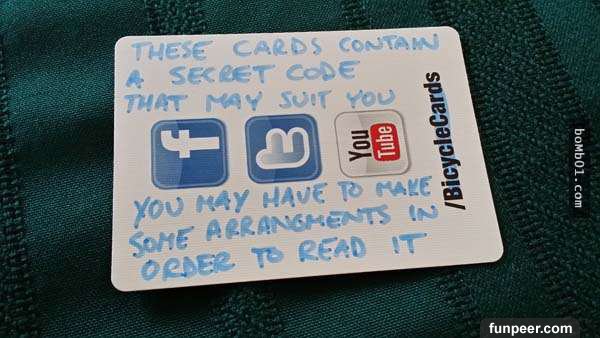 THESE CARDS CONTAIN
A SECRET CODE
THAT MAY SUIT YOU
f
t
You
Tube
/BicycleCards
YOU MAY HAVE TO MAKE
SOME ARRANGMENTS IN
ORDER TO READ IT
boMb01.com
funpeer.com